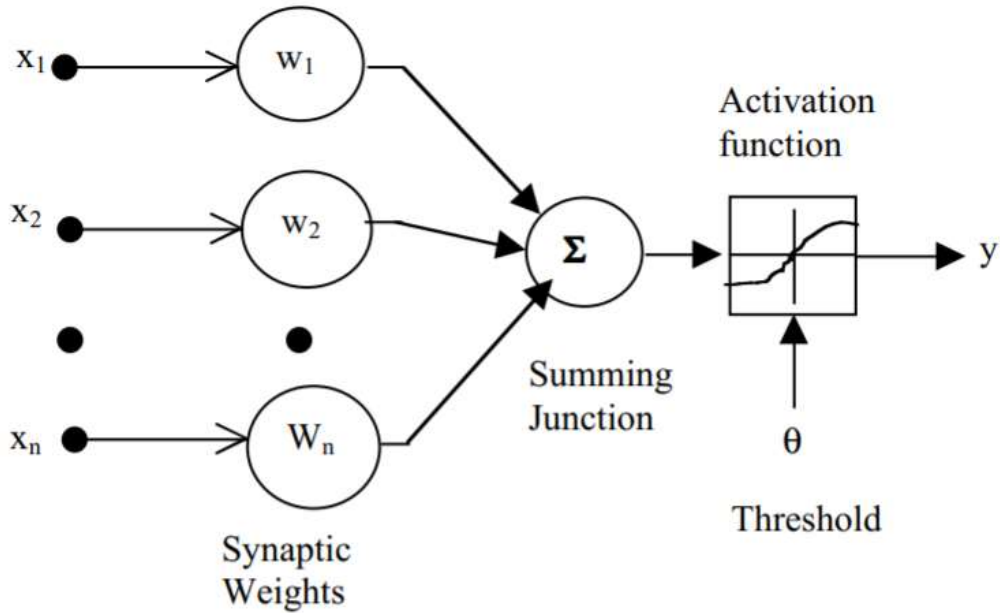 x₁
w₁
Activation
function
x₂
w₂
Σ
y
Summing
Junction
xₙ
Wₙ
θ
Threshold
Synaptic
Weights